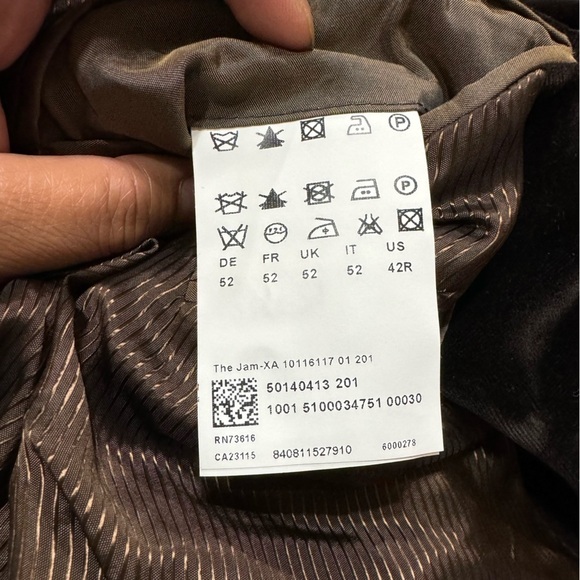 DE FR UK IT US
52 52 52 52 42R
The Jam-XA 10116117 01 201
50140413 201
1001 5100034751 00030
RN73616
CA23115 840811527910 6000278